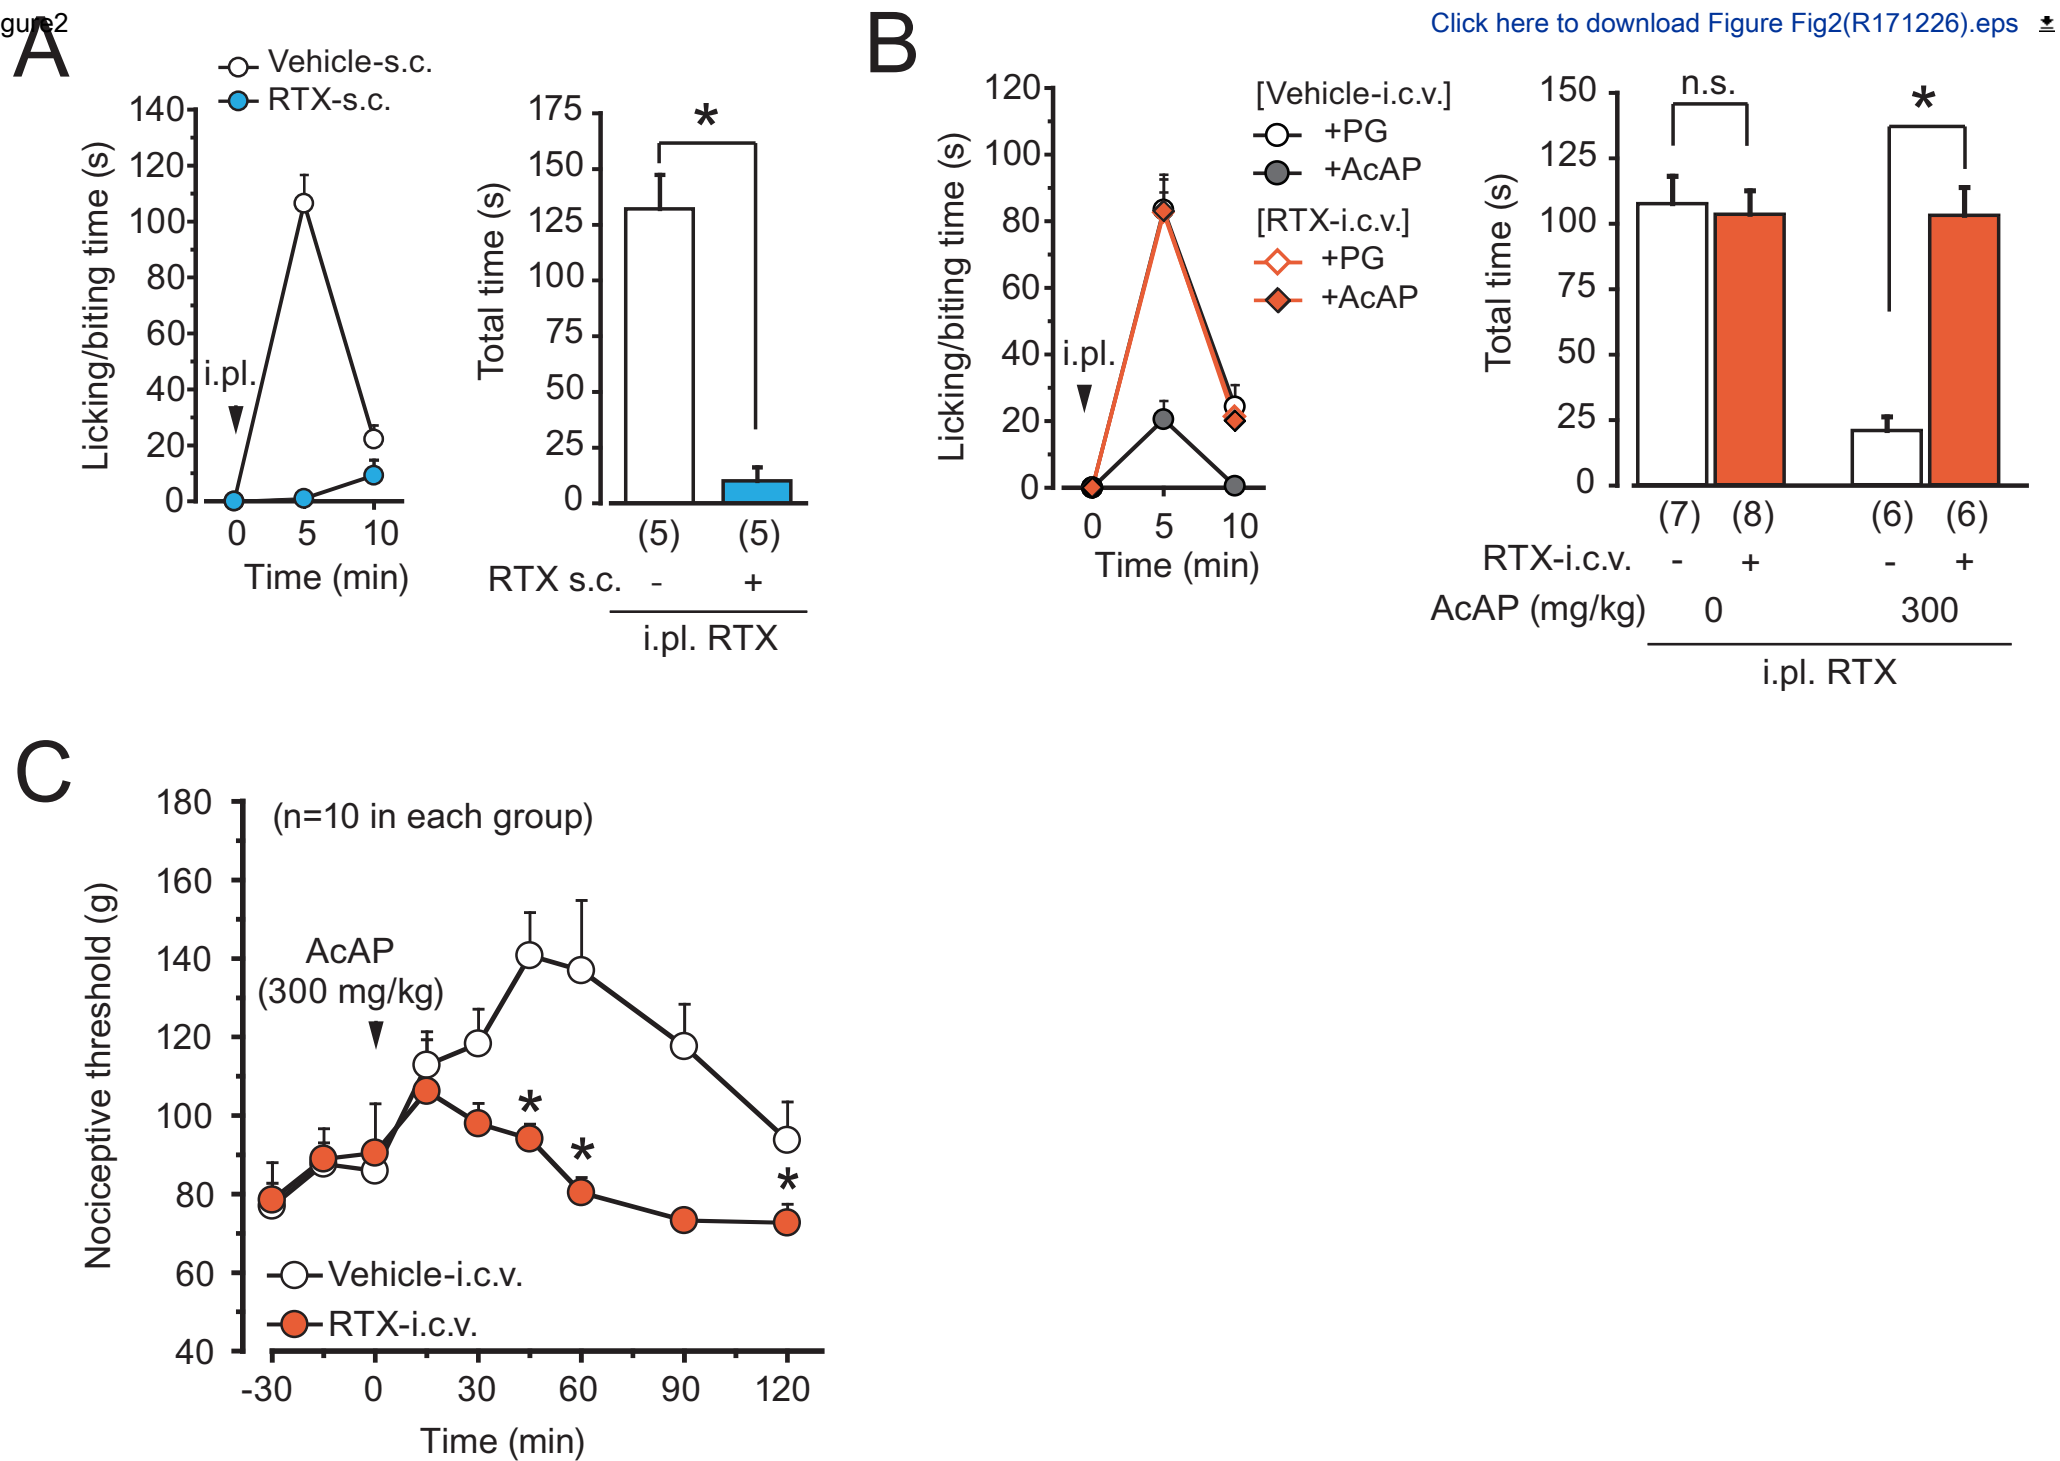 gure2
Click here to download Figure Fig2(R171226).eps
A
Vehicle-s.c.
RTX-s.c.
Licking/biting time (s)
140
120
100
80
60
40
20
0
i.pl.
0 5 10
Time (min)
Total time (s)
175
150
125
100
75
50
25
0
*
(5) (5)
RTX s.c. - +
i.pl. RTX
B
Licking/biting time (s)
120
100
80
60
40
20
0
i.pl.
0 5 10
Time (min)
[Vehicle-i.c.v.]
+PG
+AcAP
[RTX-i.c.v.]
+PG
+AcAP
Total time (s)
150
125
100
75
50
25
0
n.s.
*
(7) (8) (6) (6)
RTX-i.c.v. - + - +
AcAP (mg/kg) 0 300
i.pl. RTX
C
Nociceptive threshold (g)
180
160
140
120
100
80
60
40
(n=10 in each group)
AcAP
(300 mg/kg)
*
*
*
Vehicle-i.c.v.
RTX-i.c.v.
-30 0 30 60 90 120
Time (min)